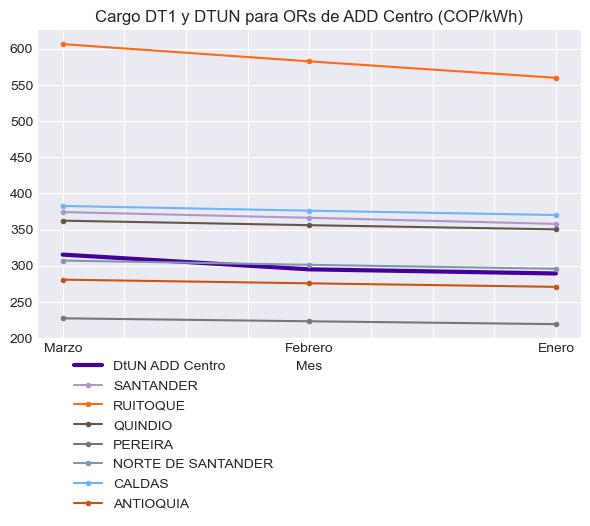 Cargo DT1 y DTUN para ORs de ADD Centro (COP/kWh)
600
550
500
450
400
350
300
250
200
Marzo Febrero Enero
Mes
DtUN ADD Centro
SANTANDER
RUITOQUE
QUINDIO
PEREIRA
NORTE DE SANTANDER
CALDAS
ANTIOQUIA